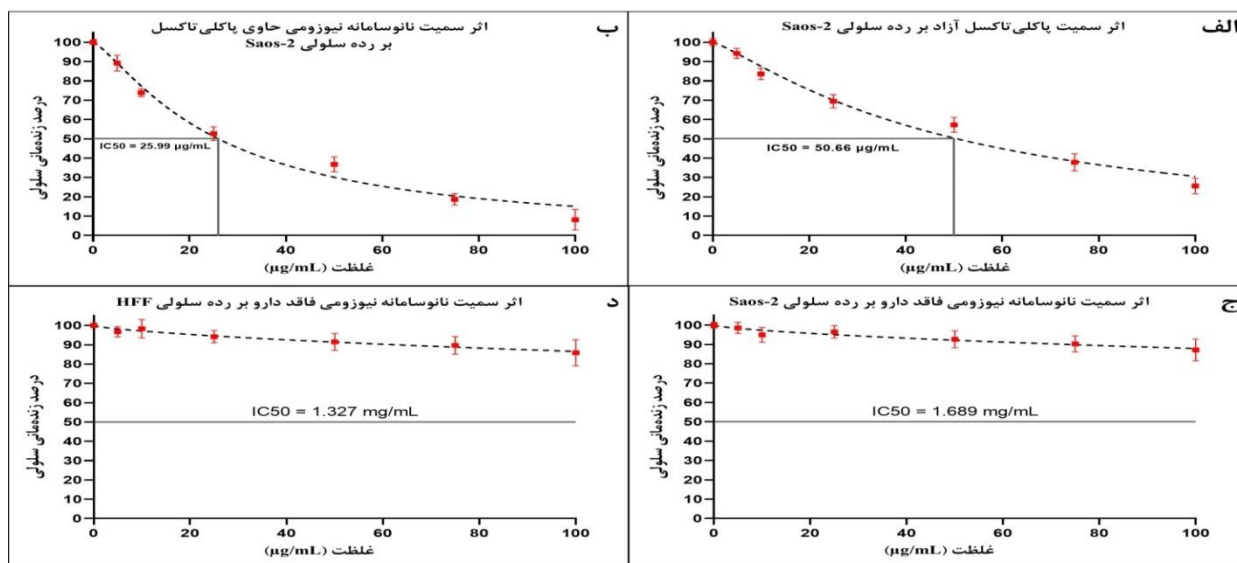 الف
اثر سمیت پاکلی‌تاکسل آزاد بر رده سلولی Saos-2
درصد زنده‌مانی سلولی
100
90
80
70
60
50
40
30
20
10
0
IC50 = 50.66 µg/mL
0 20 40 60 80 100
غلظت (µg/mL)
ب
اثر سمیت نانوسامانه نیوزومی حاوی پاکلی‌تاکسل
بر رده سلولی Saos-2
درصد زنده‌مانی سلولی
100
90
80
70
60
50
40
30
20
10
0
IC50 = 25.99 µg/mL
0 20 40 60 80 100
غلظت (µg/mL)
ج
اثر سمیت نانوسامانه نیوزومی فاقد دارو بر رده سلولی Saos-2
درصد زنده‌مانی سلولی
100
90
80
70
60
50
40
30
20
10
0
IC50 = 1.689 mg/mL
0 20 40 60 80 100
غلظت (µg/mL)
د
اثر سمیت نانوسامانه نیوزومی فاقد دارو بر رده سلولی HFF
درصد زنده‌مانی سلولی
100
90
80
70
60
50
40
30
20
10
0
IC50 = 1.327 mg/mL
0 20 40 60 80 100
غلظت (µg/mL)